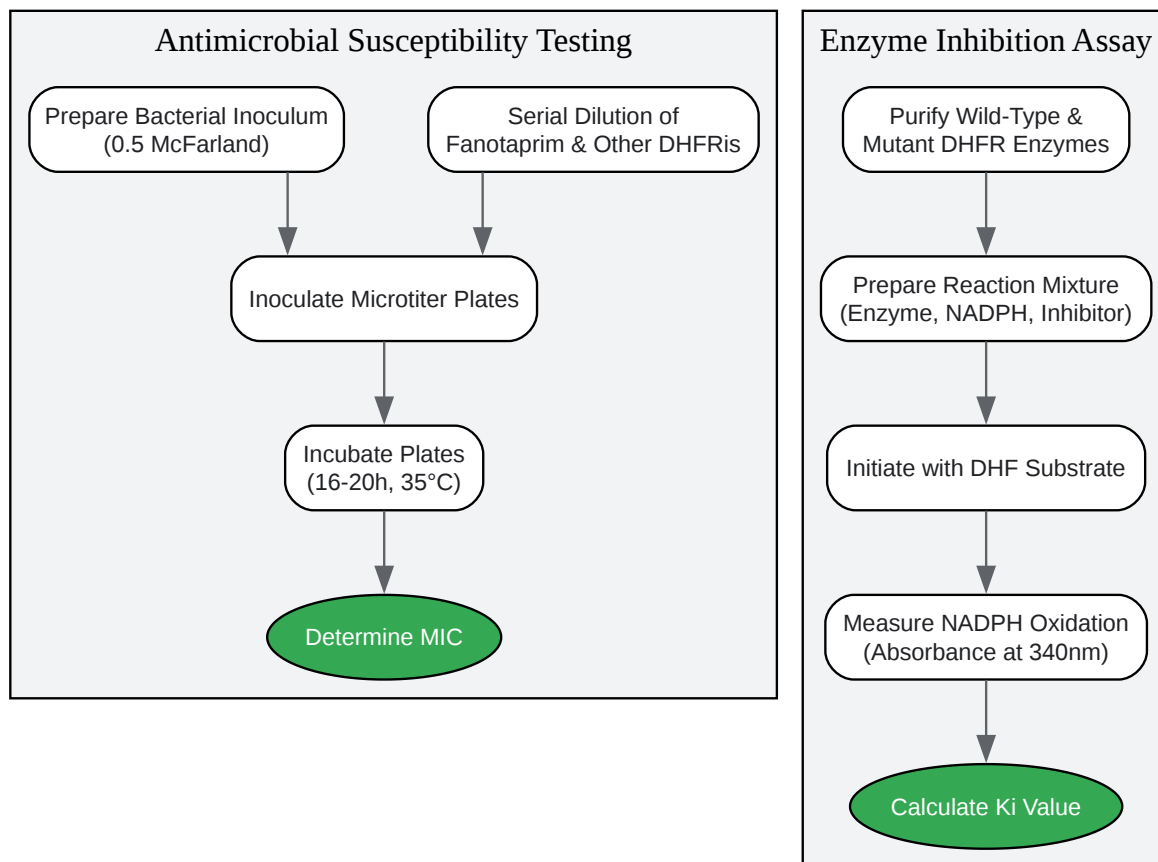 Antimicrobial Susceptibility Testing
Prepare Bacterial Inoculum
(0.5 McFarland)
Serial Dilution of
Fanotaprim & Other DHFRis
Inoculate Microtiter Plates
Incubate Plates
(16-20h, 35°C)
Determine MIC
Enzyme Inhibition Assay
Purify Wild-Type &
Mutant DHFR Enzymes
Prepare Reaction Mixture
(Enzyme, NADPH, Inhibitor)
Initiate with DHF Substrate
Measure NADPH Oxidation
(Absorbance at 340nm)
Calculate Ki Value